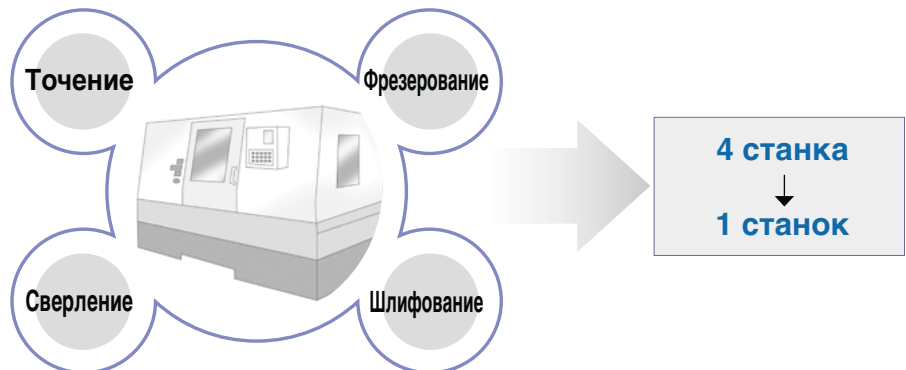 Точение
Фрезерование
Сверление
Шлифование
4 станка
1 станок